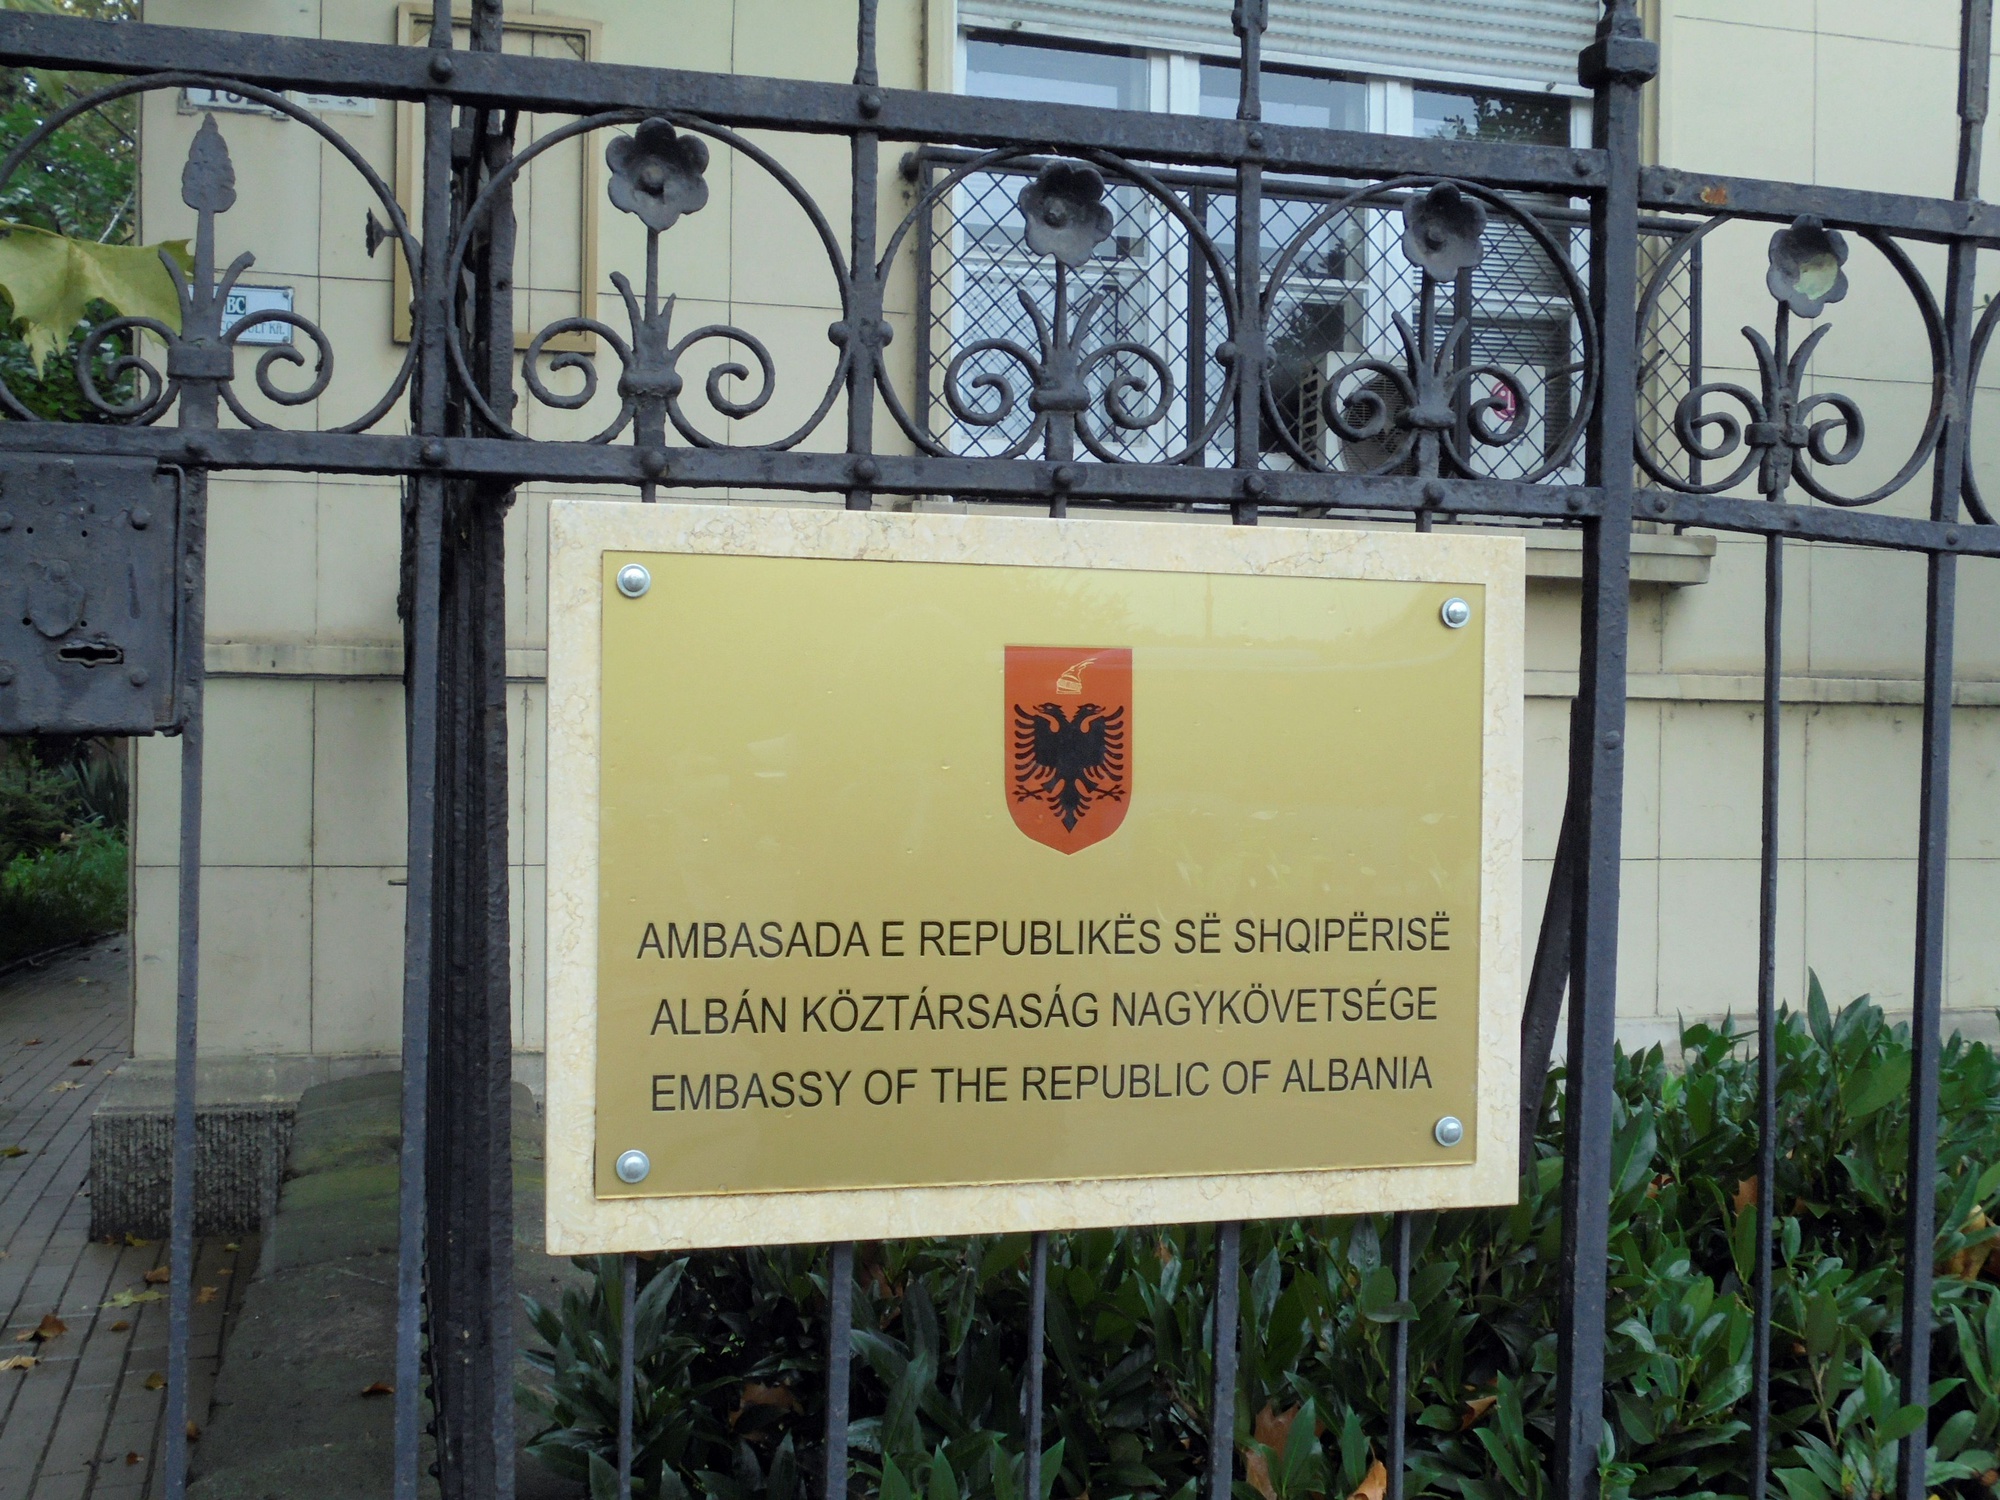 AMBASADA E REPUBLIKËS SË SHQIPËRISË
ALBÁN KÖZTÁRSASÁG NAGYKÖVETSÉGE
EMBASSY OF THE REPUBLIC OF ALBANIA